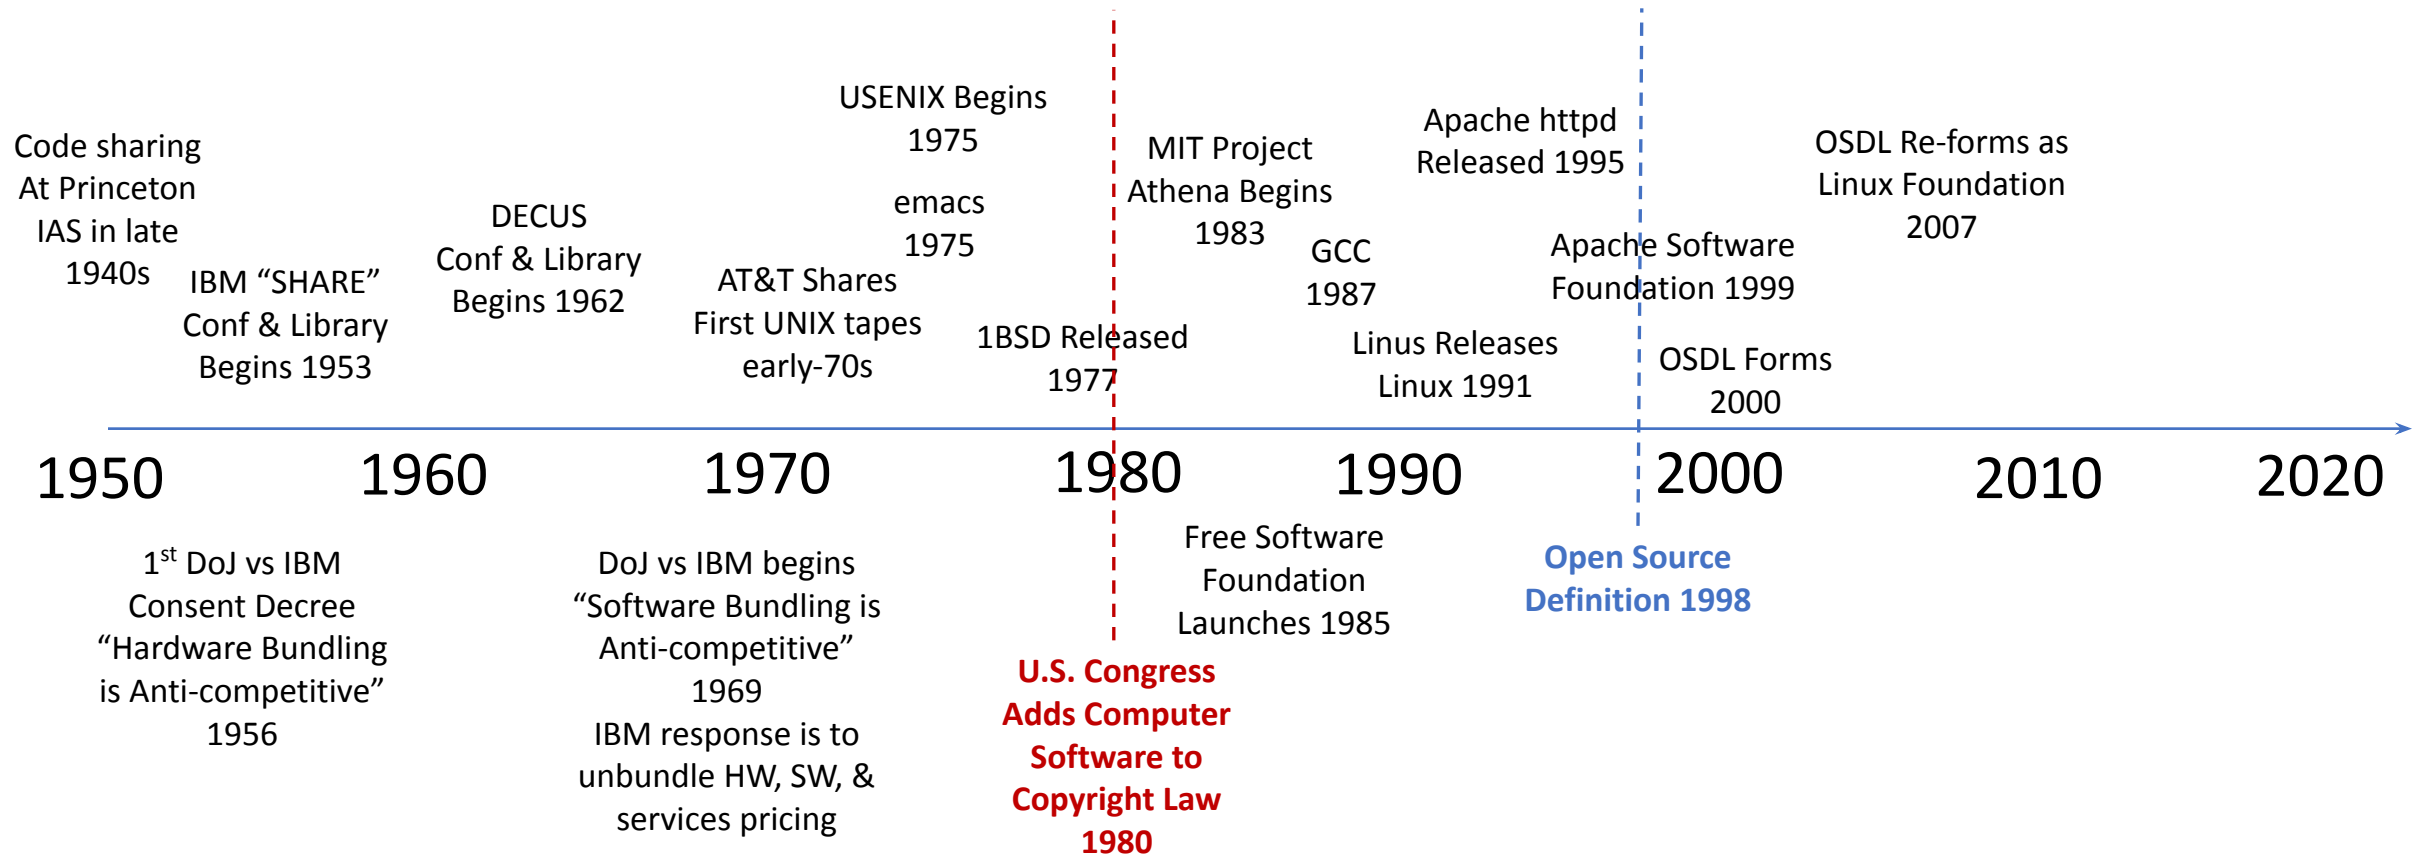 Code sharing
At Princeton
IAS in late
1940s
IBM “SHARE”
Conf & Library
Begins 1953
DECUS
Conf & Library
Begins 1962
AT&T Shares
First UNIX tapes
early-70s
USENIX Begins
1975
emacs
1975
1BSD Released
1977
MIT Project
Athena Begins
1983
GCC
1987
Linus Releases
Linux 1991
Apache httpd
Released 1995
Apache Software
Foundation 1999
OSDL Forms
2000
OSDL Re-forms as
Linux Foundation
2007
1950
1960
1970
1980
1990
2000
2010
2020
1st DoJ vs IBM
Consent Decree
“Hardware Bundling
is Anti-competitive”
1956
DoJ vs IBM begins
“Software Bundling is
Anti-competitive”
1969
IBM response is to
unbundle HW, SW, &
services pricing
U.S. Congress
Adds Computer
Software to
Copyright Law
1980
Free Software
Foundation
Launches 1985
Open Source
Definition 1998